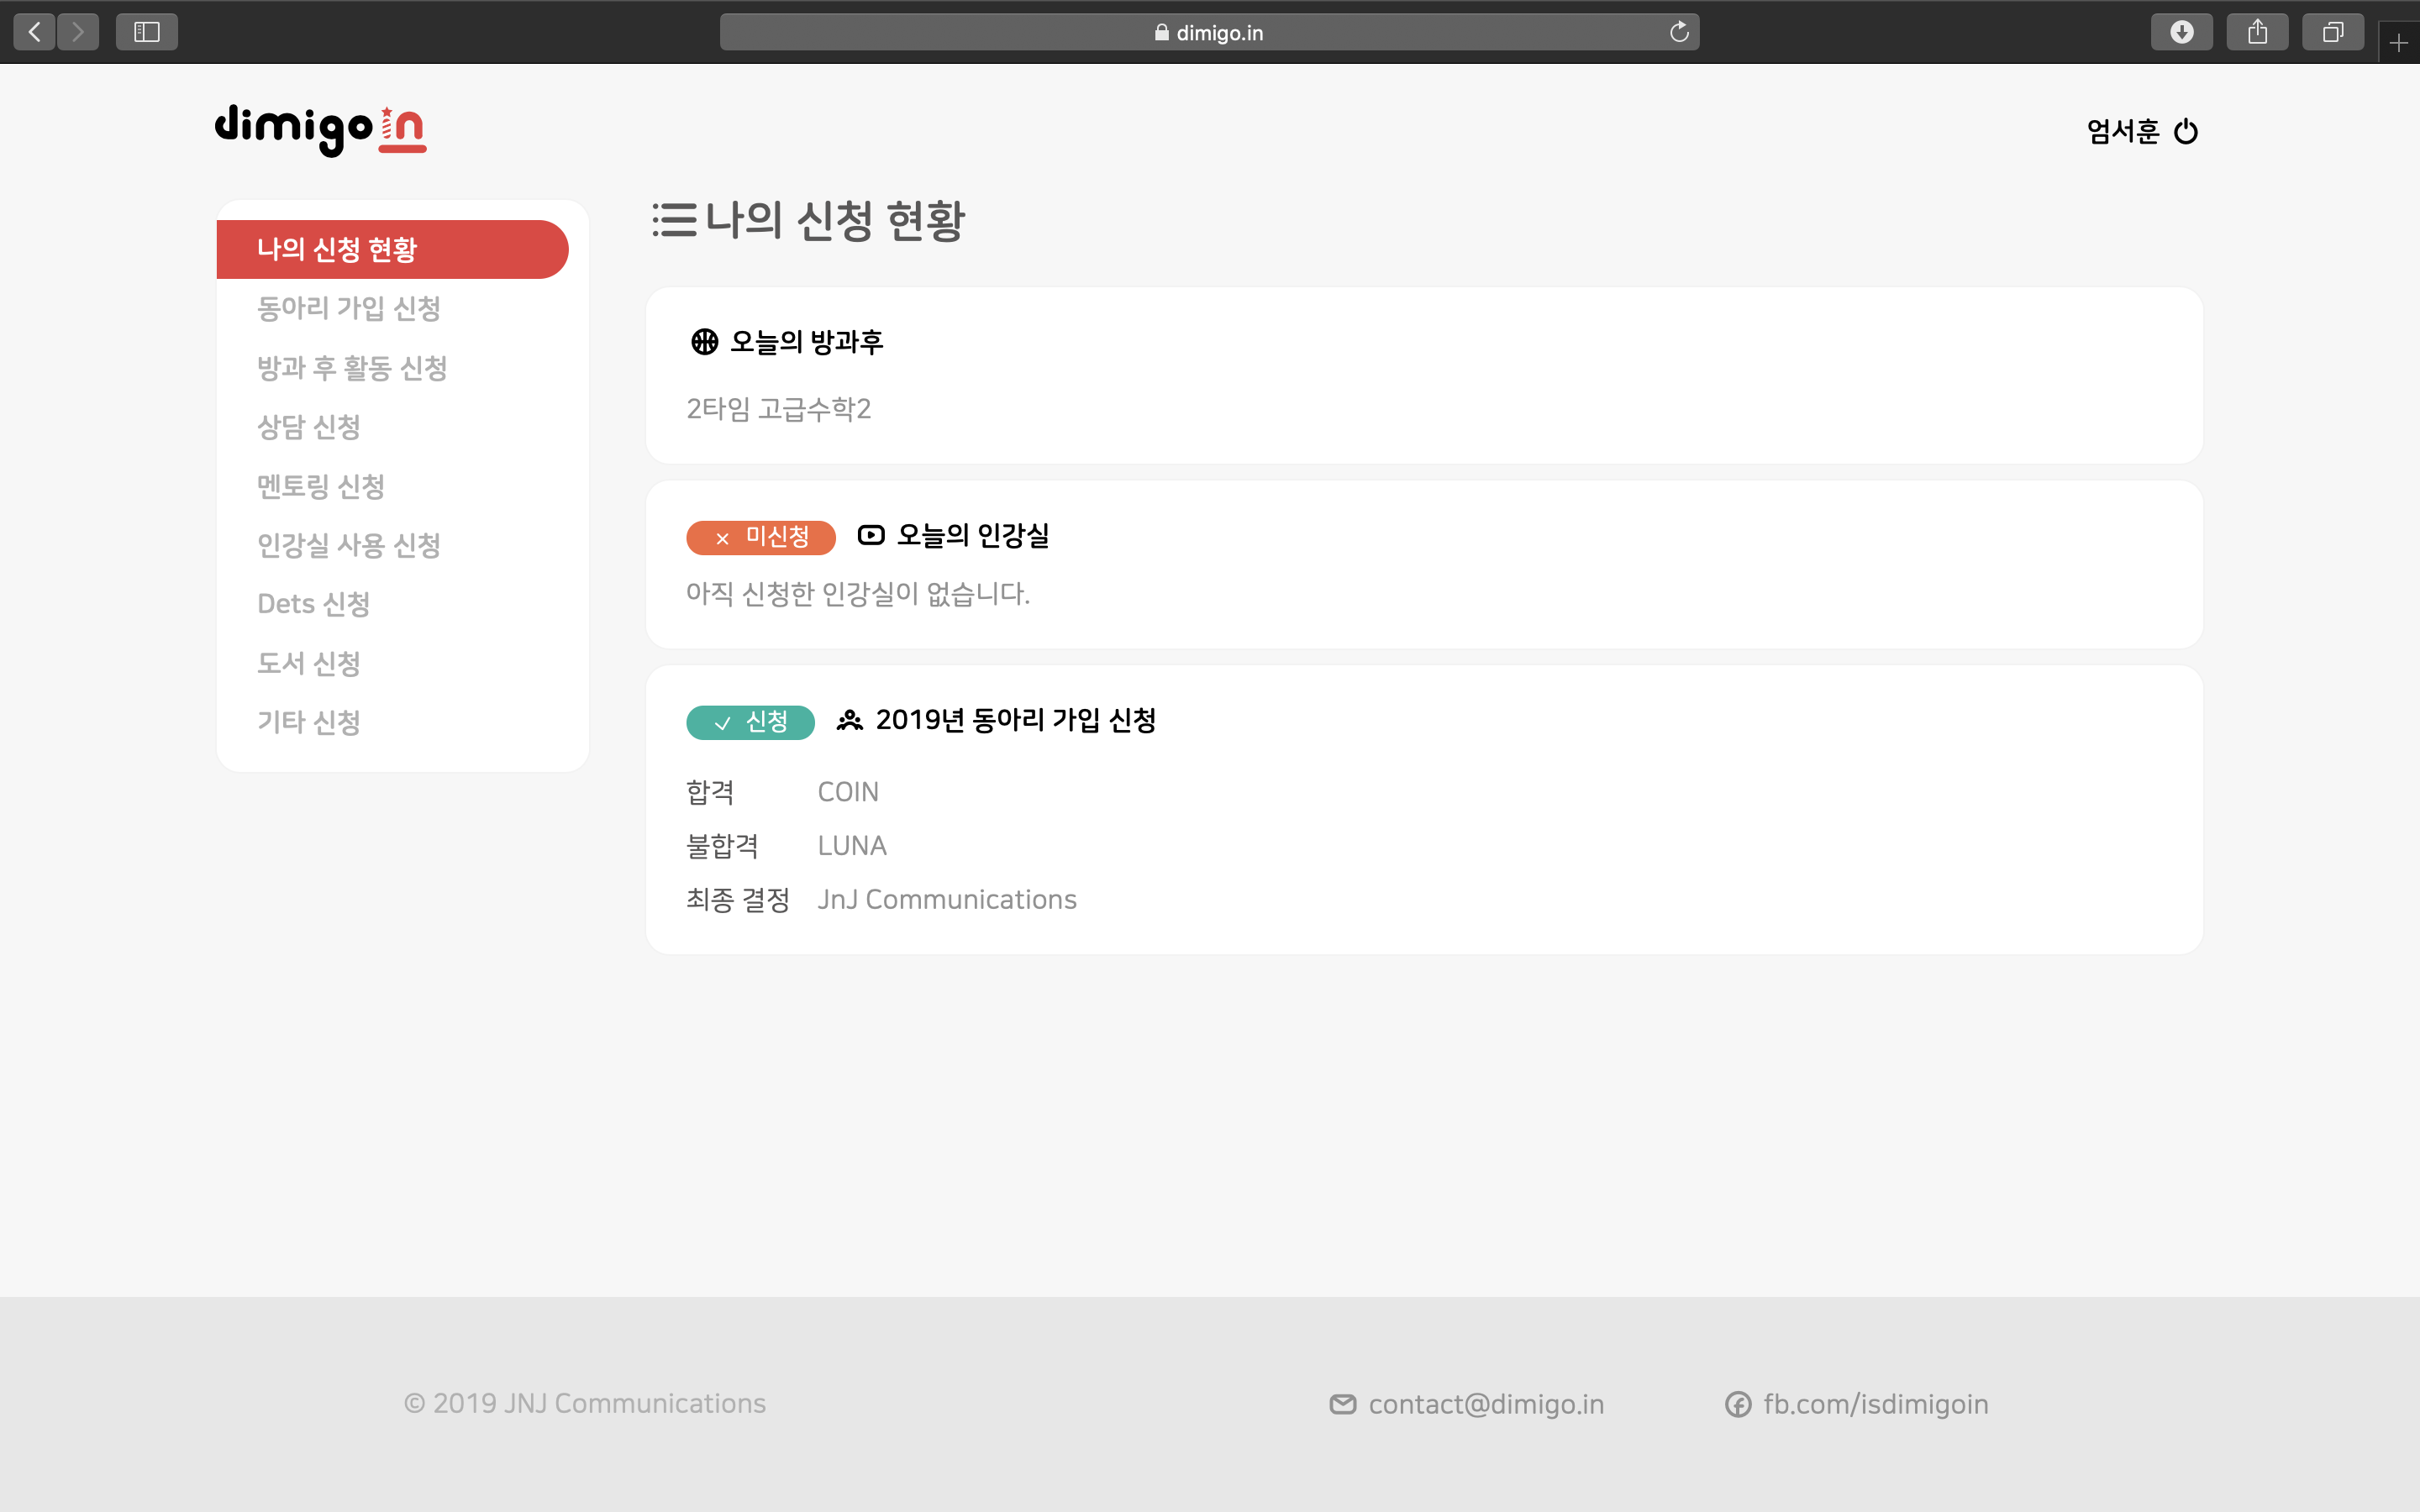 dimigo.in
dimigo in
엄서훈
나의 신청 현황
동아리 가입 신청
방과 후 활동 신청
상담 신청
멘토링 신청
인강실 사용 신청
Dets 신청
도서 신청
기타 신청
나의 신청 현황
오늘의 방과후
2타임 고급수학2
미신청 오늘의 인강실
아직 신청한 인강실이 없습니다.
신청 2019년 동아리 가입 신청
합격 COIN
불합격 LUNA
최종 결정 JnJ Communications
© 2019 JNJ Communications
contact@dimigo.in
fb.com/isdimigoin